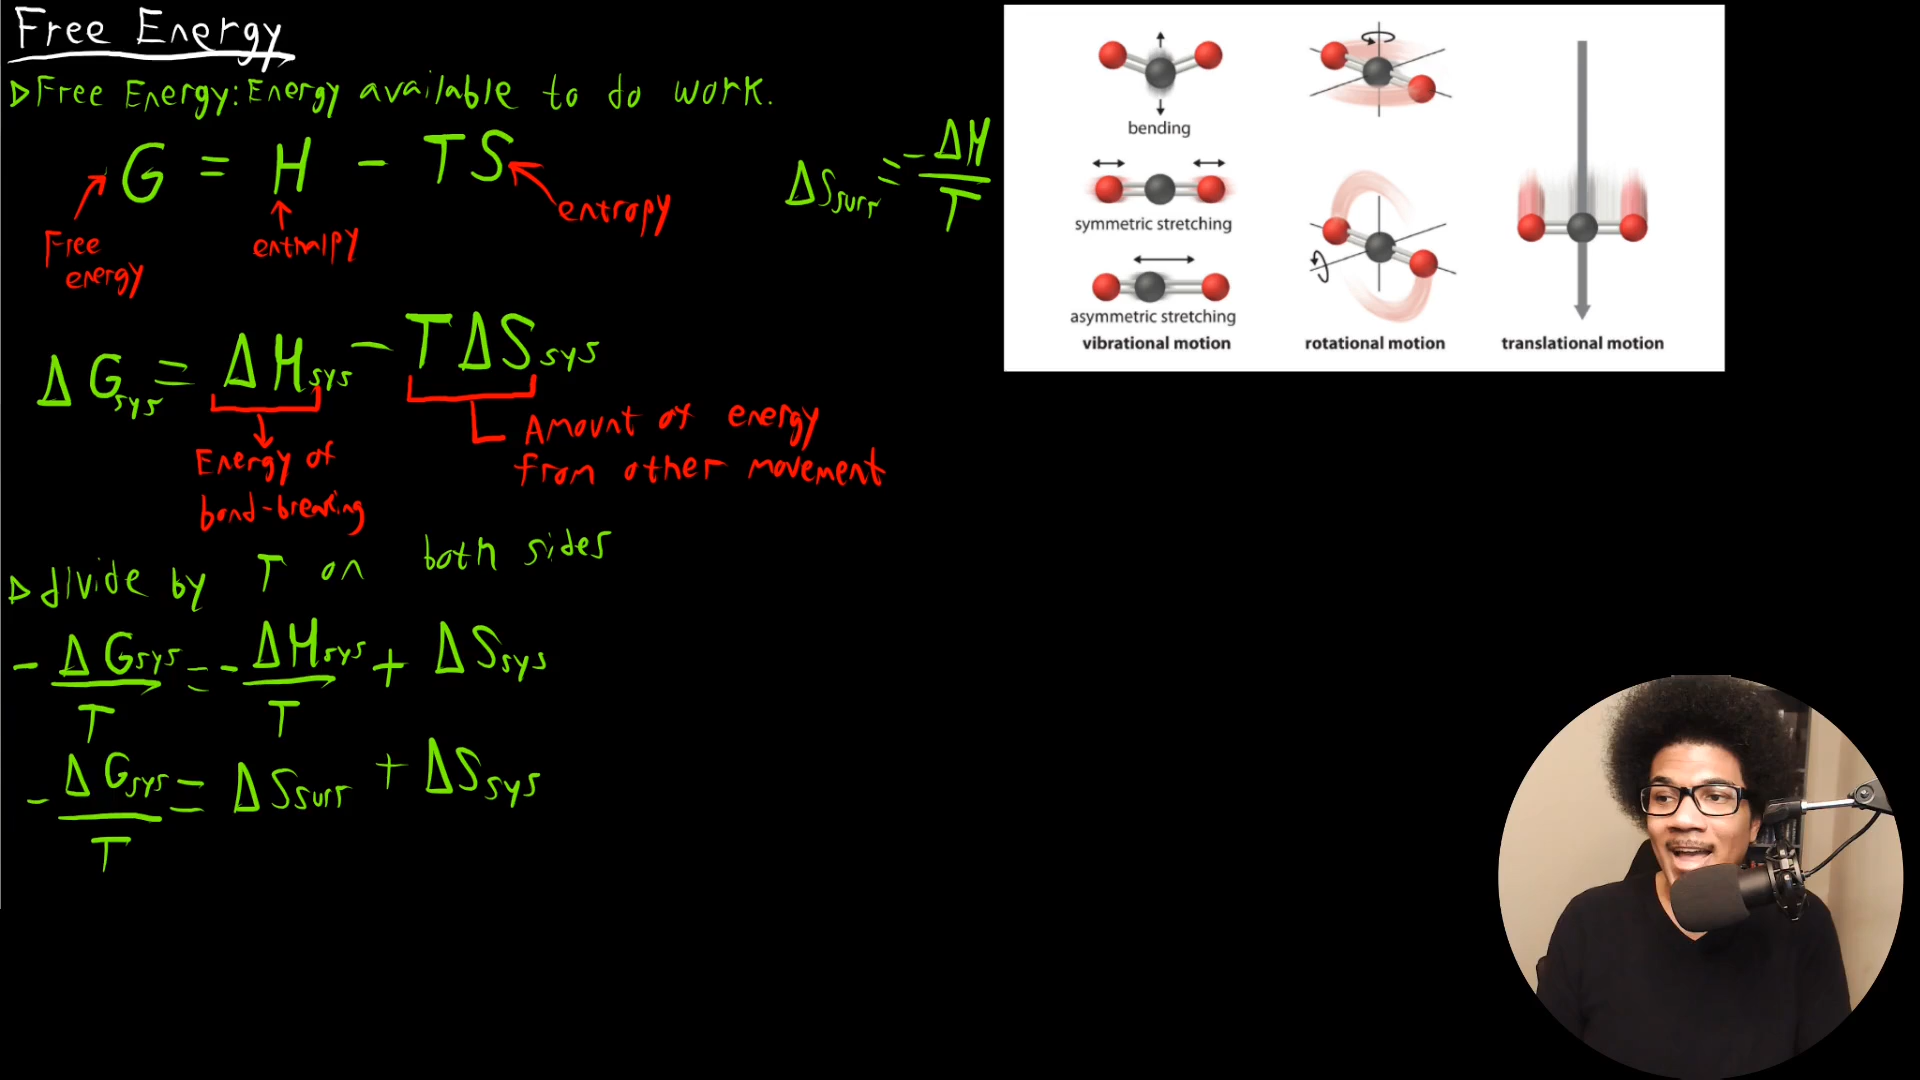 Free Energy
▷Free Energy: Energy available to do work.
G = H - TS
Free energy
enthalpy
entropy
ΔSsurr = -ΔH/T
ΔGsys = ΔHsys - TΔSsys
Energy of
bond-breaking
Amount of energy
from other movement
▷divide by T on both sides
-ΔGsys/T = -ΔHsys/T + ΔSsys
-ΔGsys/T = ΔSsurr + ΔSsys
bending
symmetric stretching
asymmetric stretching
vibrational motion
rotational motion
translational motion